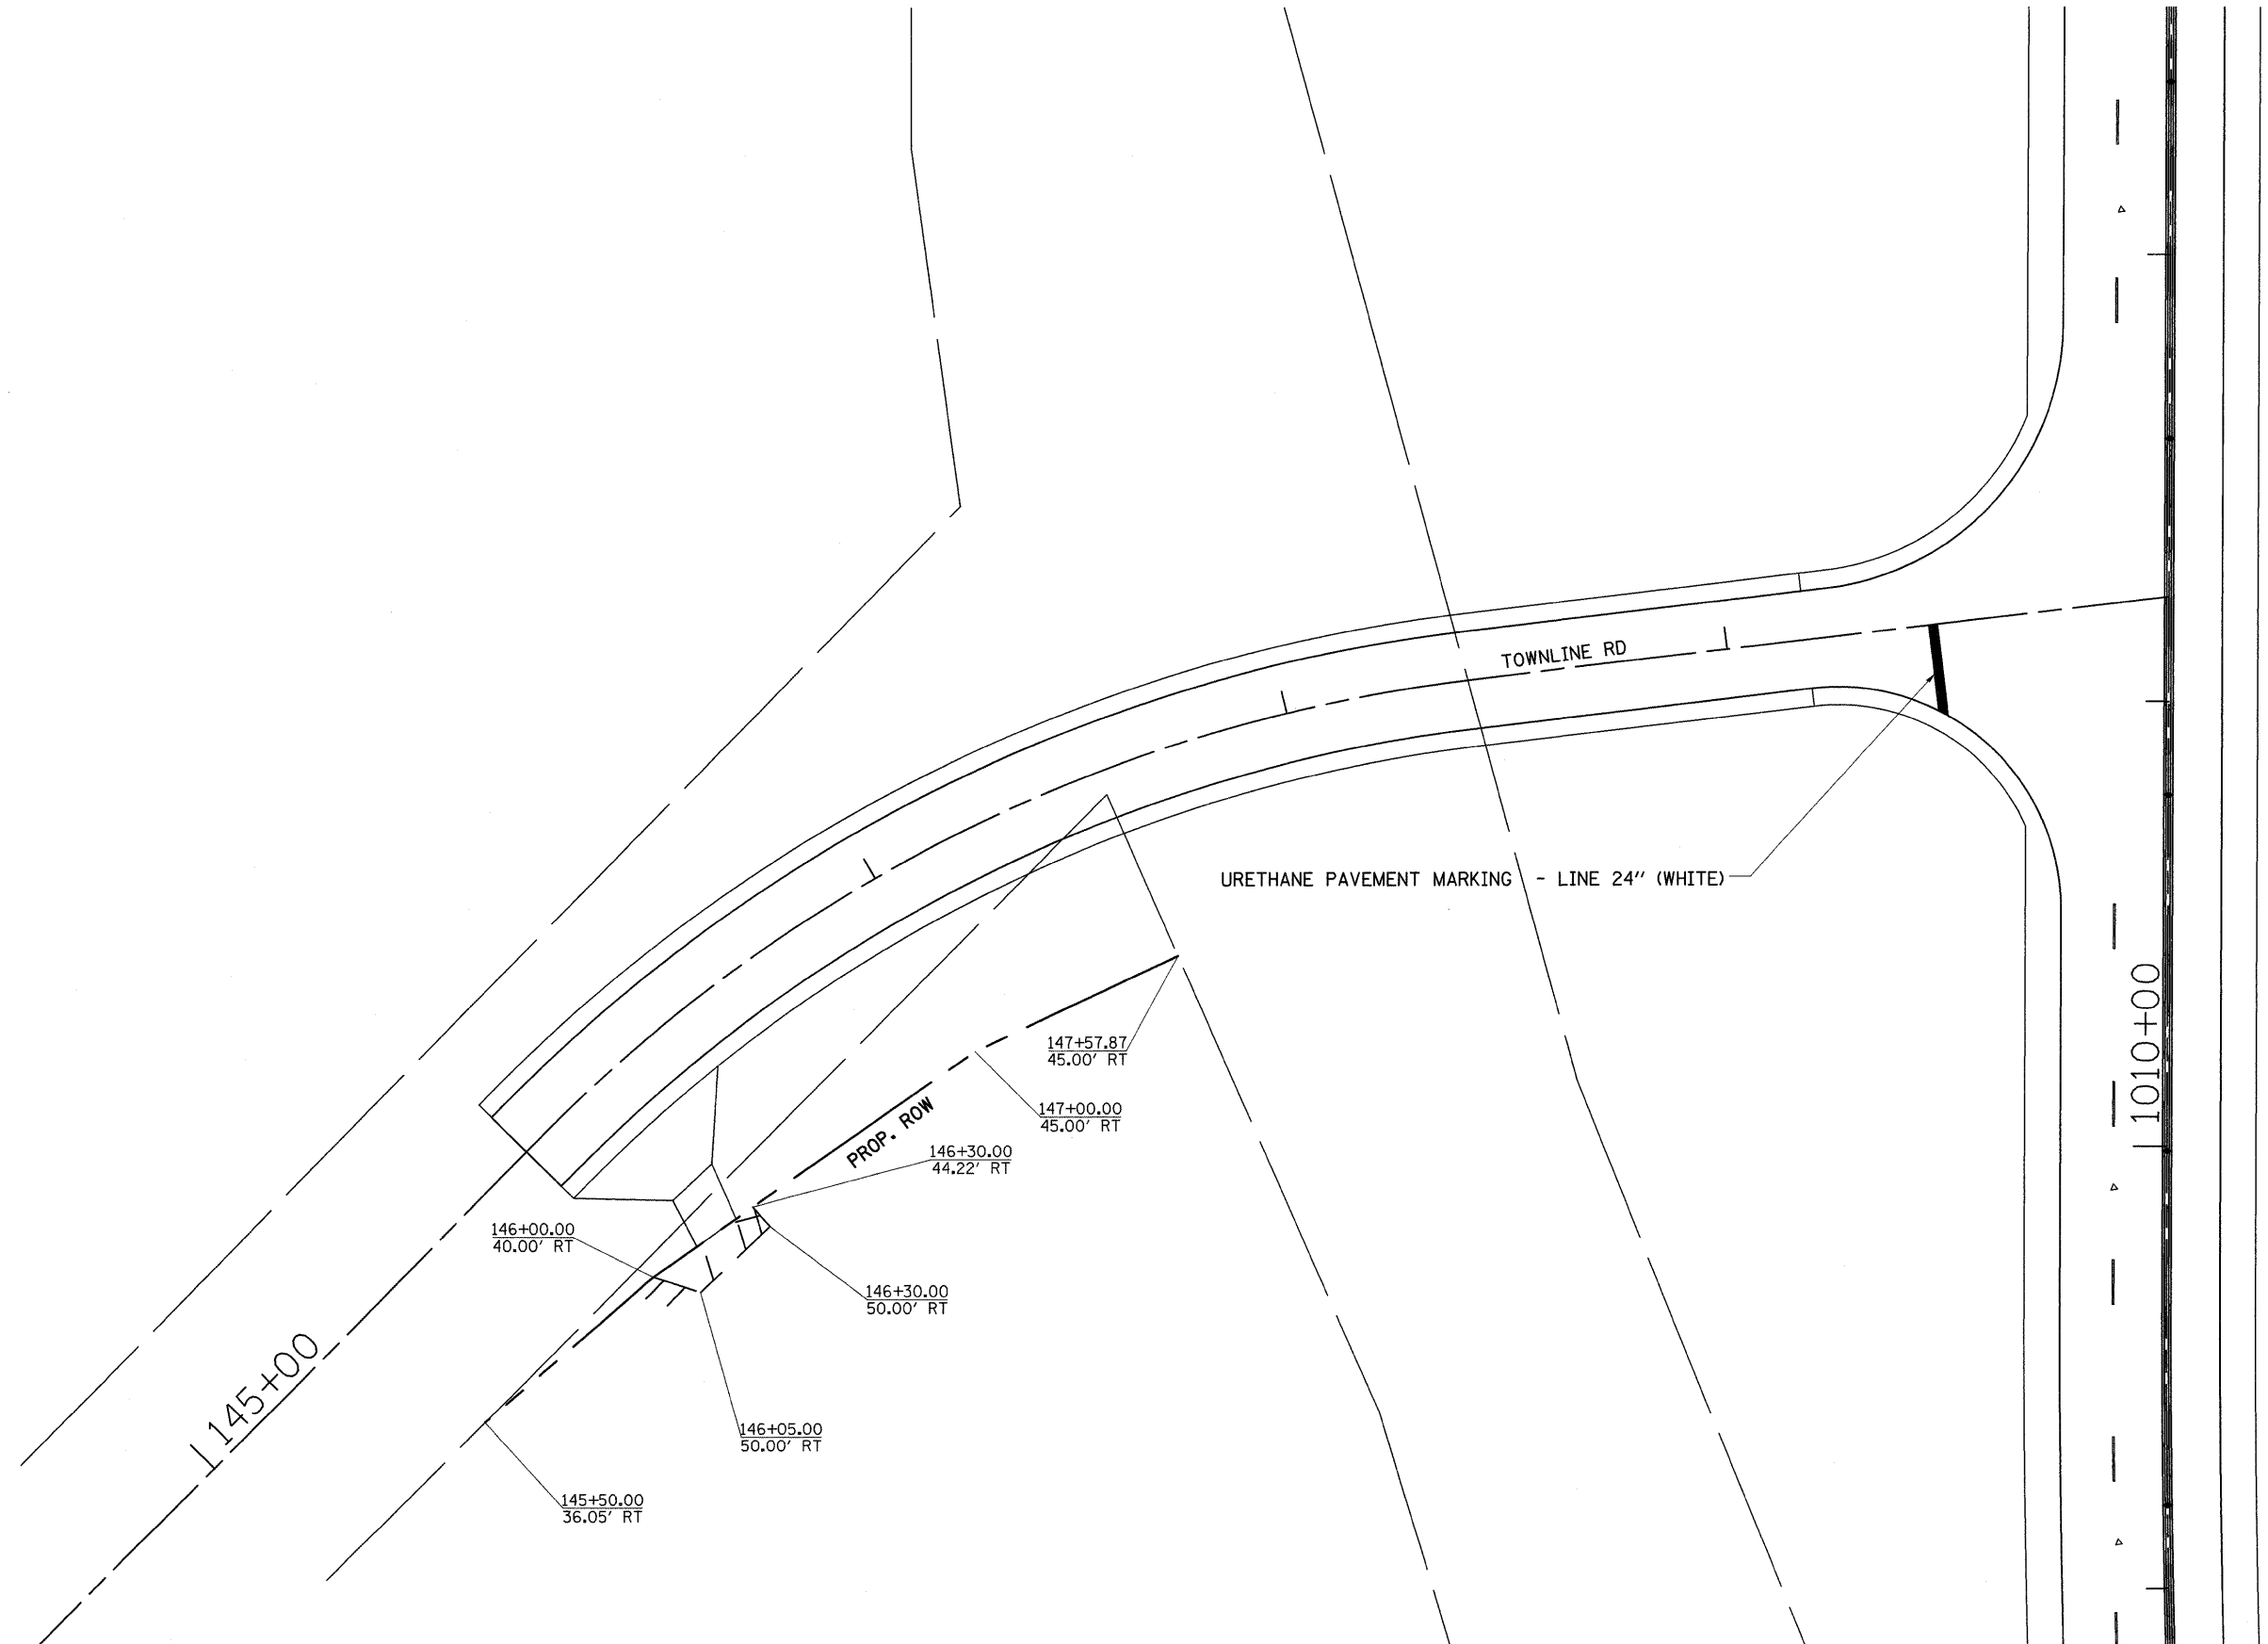 TOWNLINE RD
URETHANE PAVEMENT MARKING - LINE 24" (WHITE)
1010+00
147+57.87
45.00' RT
147+00.00
45.00' RT
PROP. ROW
146+30.00
44.22' RT
146+00.00
40.00' RT
146+30.00
50.00' RT
145+00
146+05.00
50.00' RT
145+50.00
36.05' RT